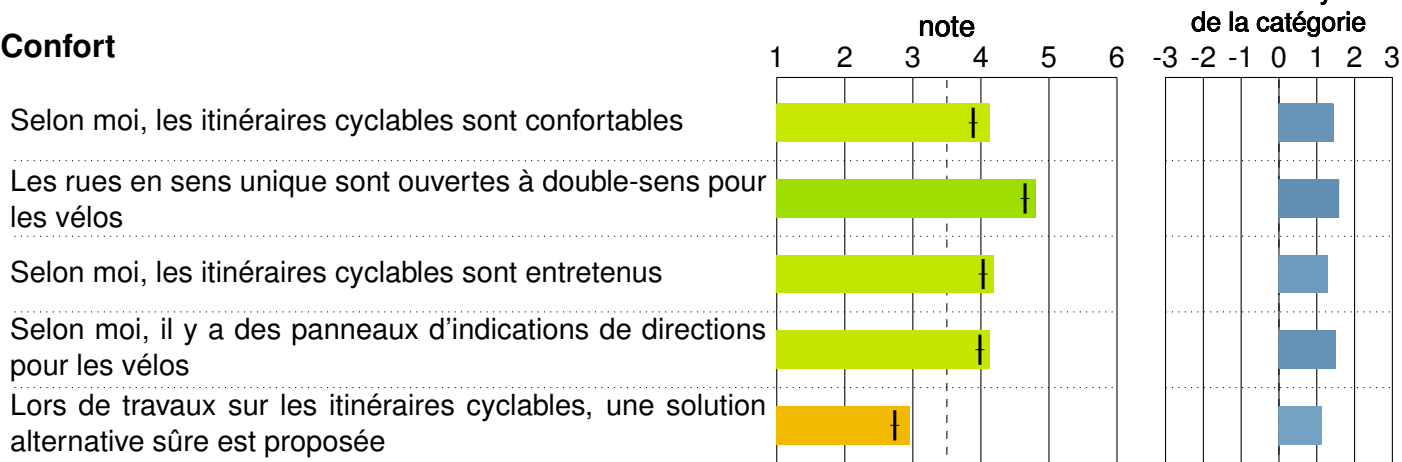 note
de la catégorie
Confort
1 2 3 4 5 6 -3 -2 -1 0 1 2 3
Selon moi, les itinéraires cyclables sont confortables
Les rues en sens unique sont ouvertes à double-sens pour
les vélos
Selon moi, les itinéraires cyclables sont entretenus
Selon moi, il y a des panneaux d'indications de directions
pour les vélos
Lors de travaux sur les itinéraires cyclables, une solution
alternative sûre est proposée